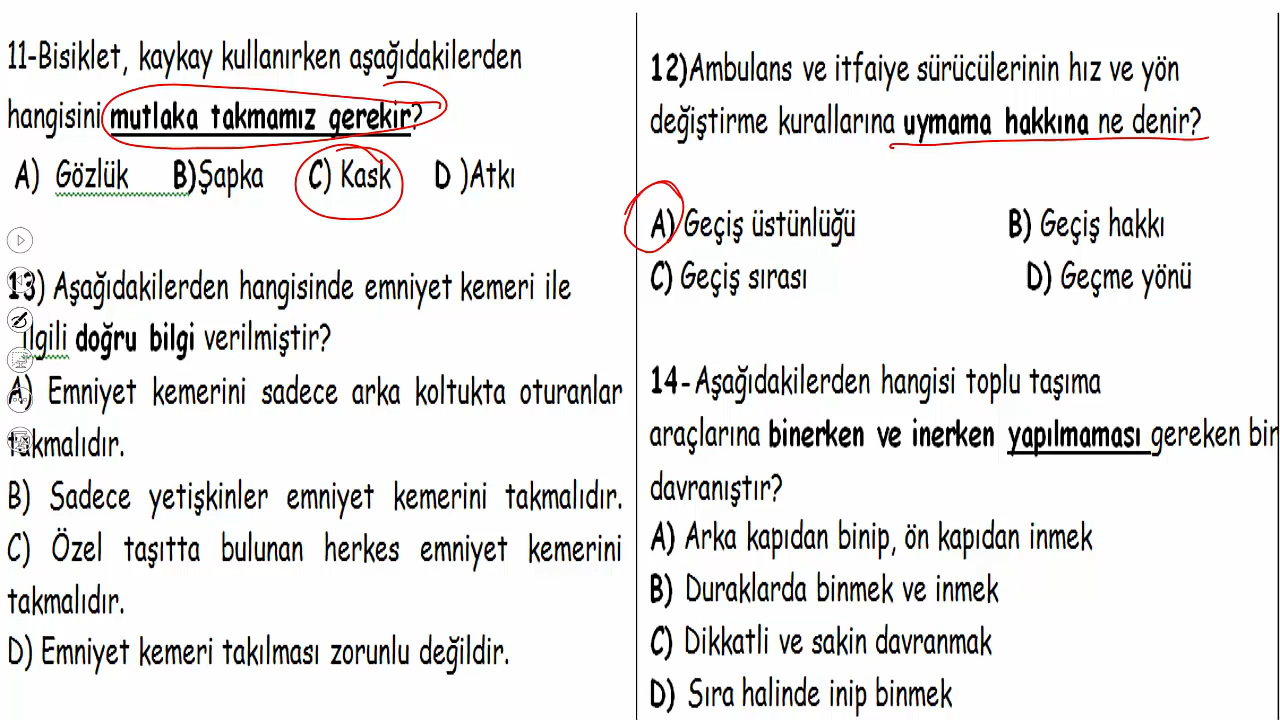 11-Bisiklet, kaykay kullanırken aşağıdakilerden
hangisini mutlaka takmamız gerekir?
A) Gözlük B)Şapka C) Kask D )Atkı
13) Aşağıdakilerden hangisinde emniyet kemeri ile
ilgili doğru bilgi verilmiştir?
A) Emniyet kemerini sadece arka koltukta oturanlar
takmalıdır.
B) Sadece yetişkinler emniyet kemerini takmalıdır.
C) Özel taşıtta bulunan herkes emniyet kemerini
takmalıdır.
D) Emniyet kemeri takılması zorunlu değildir.
12)Ambulans ve itfaiye sürücülerinin hız ve yön
değiştirme kurallarına uymama hakkına ne denir?
A) Geçiş üstünlüğü B) Geçiş hakkı
C) Geçiş sırası D) Geçme yönü
14- Aşağıdakilerden hangisi toplu taşıma
araçlarına binerken ve inerken yapılmaması gereken bir
davranıştır?
A) Arka kapıdan binip, ön kapıdan inmek
B) Duraklarda binmek ve inmek
C) Dikkatli ve sakin davranmak
D) Sıra halinde inip binmek